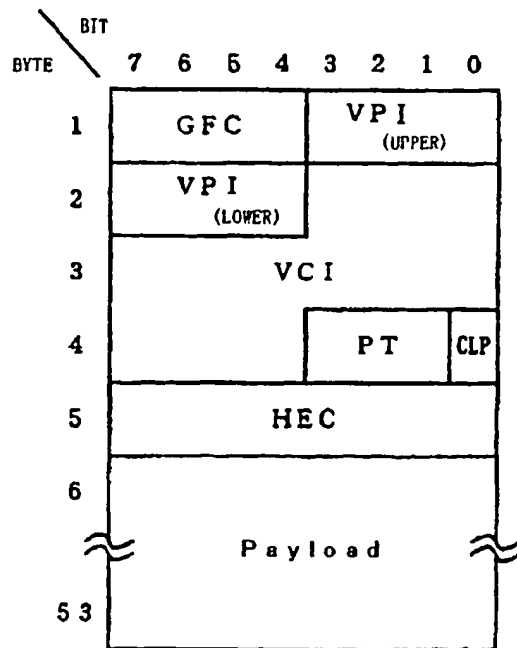 BIT
BYTE 7 6 5 4 3 2 1 0
1 GFC VPI
(UPPER)
2 VPI
(LOWER)
3 VCI
4 PT CLP
5 HEC
6
Payload
53